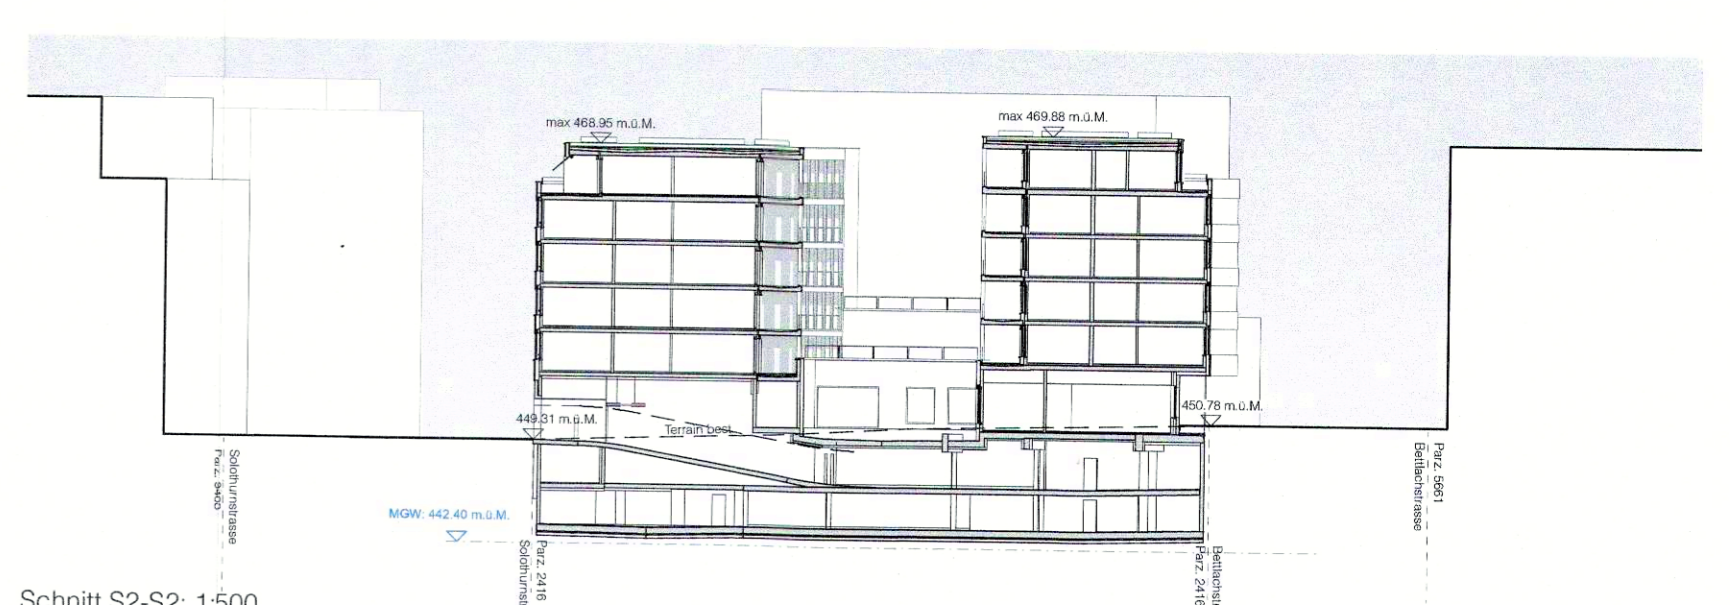 max 468.95 m.ü.M.
max 469.88 m.ü.M.
449.31 m.ü.M.
Terrain best.
450.78 m.ü.M.
Solothurnstrasse
Parz.
MGW: 442.40 m.ü.M.
Parz. 2416
Parz. 5661
Bettlachstrasse
Parz. 2416
Schnitt S2-S2: 1:500